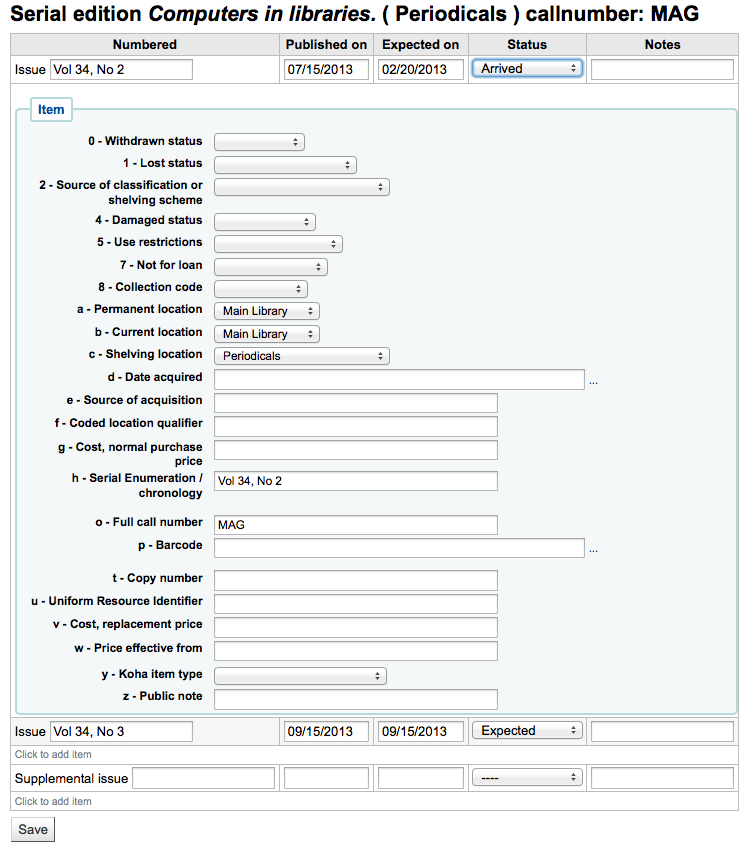 Serial edition Computers in libraries. ( Periodicals ) callnumber: MAG
Numbered Published on Expected on Status Notes
Issue Vol 34, No 2 07/15/2013 02/20/2013 Arrived
Item
0 - Withdrawn status
1 - Lost status
2 - Source of classification or
shelving scheme
4 - Damaged status
5 - Use restrictions
7 - Not for loan
8 - Collection code
a - Permanent location Main Library
b - Current location Main Library
c - Shelving location Periodicals
d - Date acquired ...
e - Source of acquisition
f - Coded location qualifier
g - Cost, normal purchase
price
h - Serial Enumeration / Vol 34, No 2
chronology
o - Full call number MAG
p - Barcode ...
t - Copy number
u - Uniform Resource Identifier
v - Cost, replacement price
w - Price effective from
y - Koha item type
z - Public note
Issue Vol 34, No 3 09/15/2013 09/15/2013 Expected
Click to add item
Supplemental issue ----
Click to add item
Save